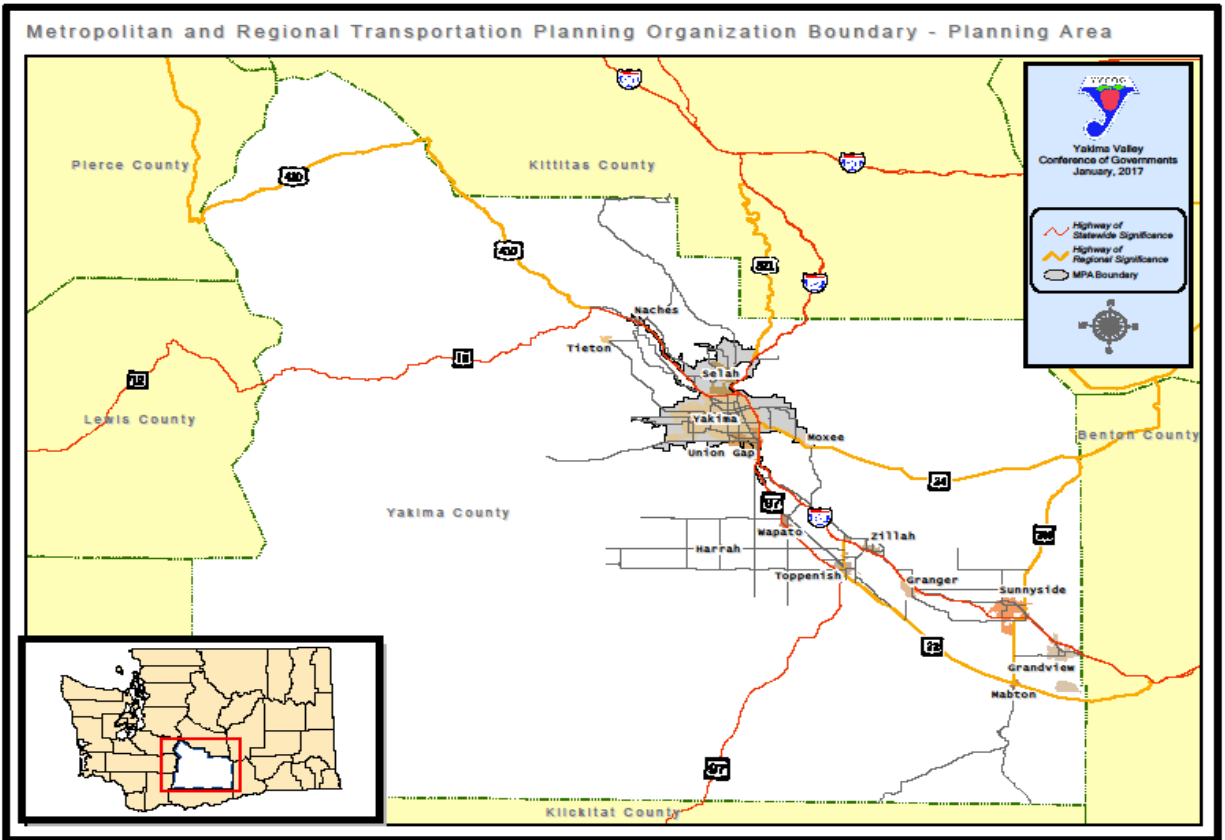 Metropolitan and Regional Transportation Planning Organization Boundary - Planning Area
YVCOG
Yakima Valley
Conference of Governments
January, 2017
Highway of
Statewide Significance
Highway of
Regional Significance
MPA Boundary
Pierce County
Kittitas County
410
410
821
Naches
Tieton
12
12
Selah
Lewis County
Yakima
Moxee
Benton County
Union Gap
24
97
Yakima County
Wapato
Zillah
Harrah
Toppenish
Granger
Sunnyside
22
Grandview
Mabton
97
Klickitat County